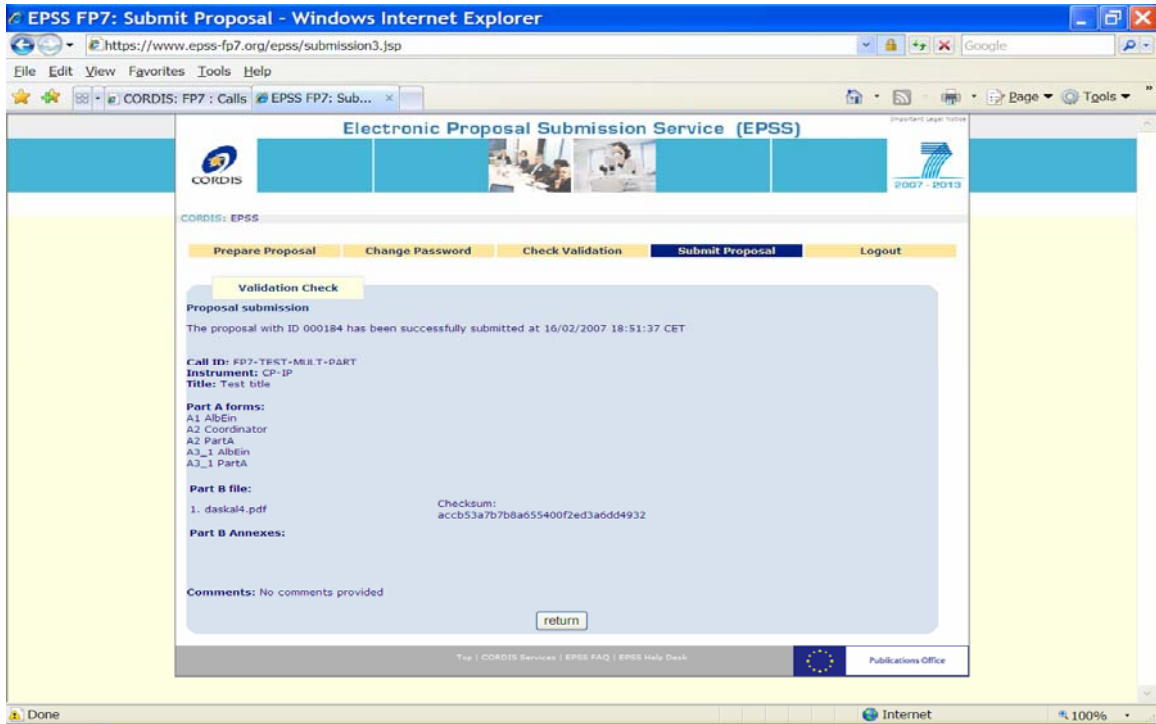 EPSS FP7: Submit Proposal - Windows Internet Explorer
https://www.epss-fp7.org/epss/submission3.jsp
Google
File Edit View Favorites Tools Help
CORDIS: FP7 : Calls
EPSS FP7: Sub...
Page
Tools
Important Legal Notice
Electronic Proposal Submission Service (EPSS)
CORDIS
7
2007 - 2013
CORDIS: EPSS
Prepare Proposal Change Password Check Validation Submit Proposal Logout
Validation Check
Proposal submission
The proposal with ID 000184 has been successfully submitted at 16/02/2007 18:51:37 CET
Call ID: FP7-TEST-MULT-PART
Instrument: CP-IP
Title: Test title
Part A forms:
A1 AlbEin
A2 Coordinator
A2 PartA
A3_1 AlbEin
A3_1 PartA
Part B file:
1. daskal4.pdf
Checksum:
accb53a7b7b8a655400f2ed3a6dd4932
Part B Annexes:
Comments: No comments provided
return
Top | CORDIS Services | EPSS FAQ | EPSS Help Desk
Publications Office
Done
Internet
100%